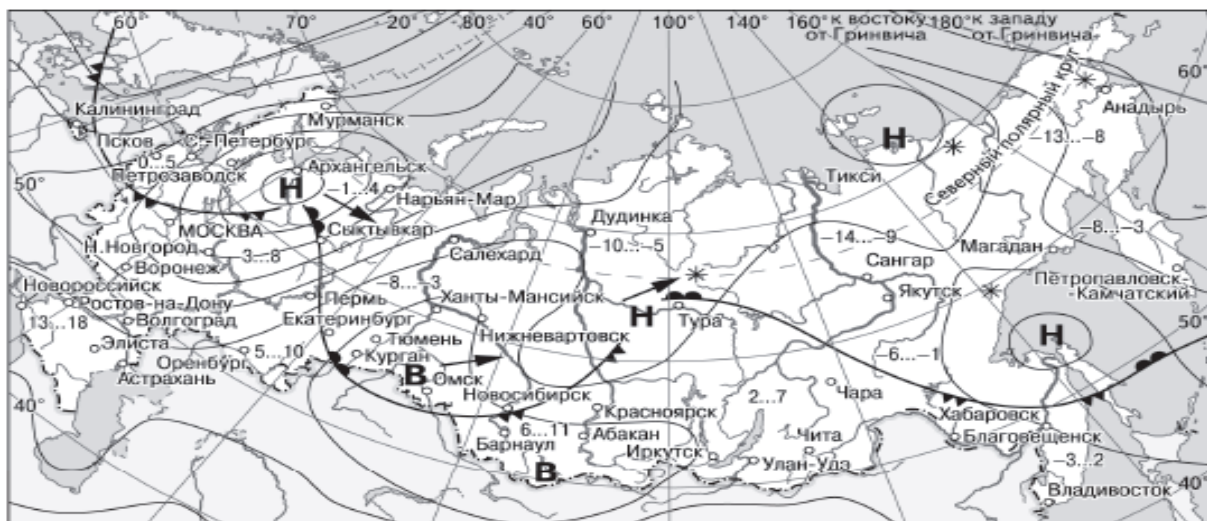 60° 70° 20° 30° 40° 60° 80° 100° 120° 140° 160° к востоку 180° к западу
от Гринвича от Гринвича
60°
Калининград
Мурманск
Анадырь
Северный полярный круг
–13...–8
Псков С.-Петербург
0...5
Петрозаводск
Архангельск
Н
Н –1...4
Тикси
50°
Нарьян-Мар
Дудинка
МОСКВА
Сыктывкар
–10...–5
–14...–9
–8...–3
Н.Новгород –3...8
Салехард
Магадан
Сангар
Воронеж
Петропавловск-
-Камчатский
Новороссийск
–8...–3
Якутск
Ростов-на-Дону
Пермь
Ханты-Мансийск
13...18
Волгоград
Екатеринбург
Н
Тура
Н
50°
Элиста
Тюмень
Нижневартовск
Оренбург
5...10
Курган
–6...–1
Астрахань
В
Омск
40°
Новосибирск
2...7
Чара
Красноярск
Хабаровск
6...11
Барнаул
Абакан
Чита
Благовещенск
Иркутск
Улан-Удэ
В
–3...2
40°
Владивосток